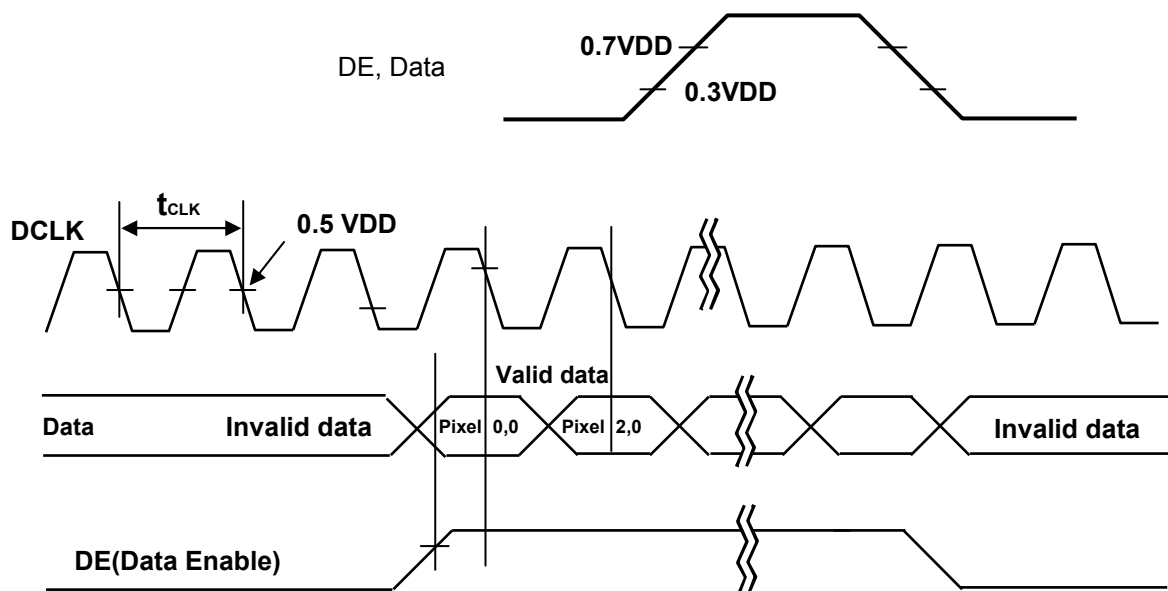 0.7VDD
DE, Data
0.3VDD
tCLK
0.5 VDD
DCLK
Valid data
Data Invalid data Pixel 0,0 Pixel 2,0 Invalid data
DE(Data Enable)